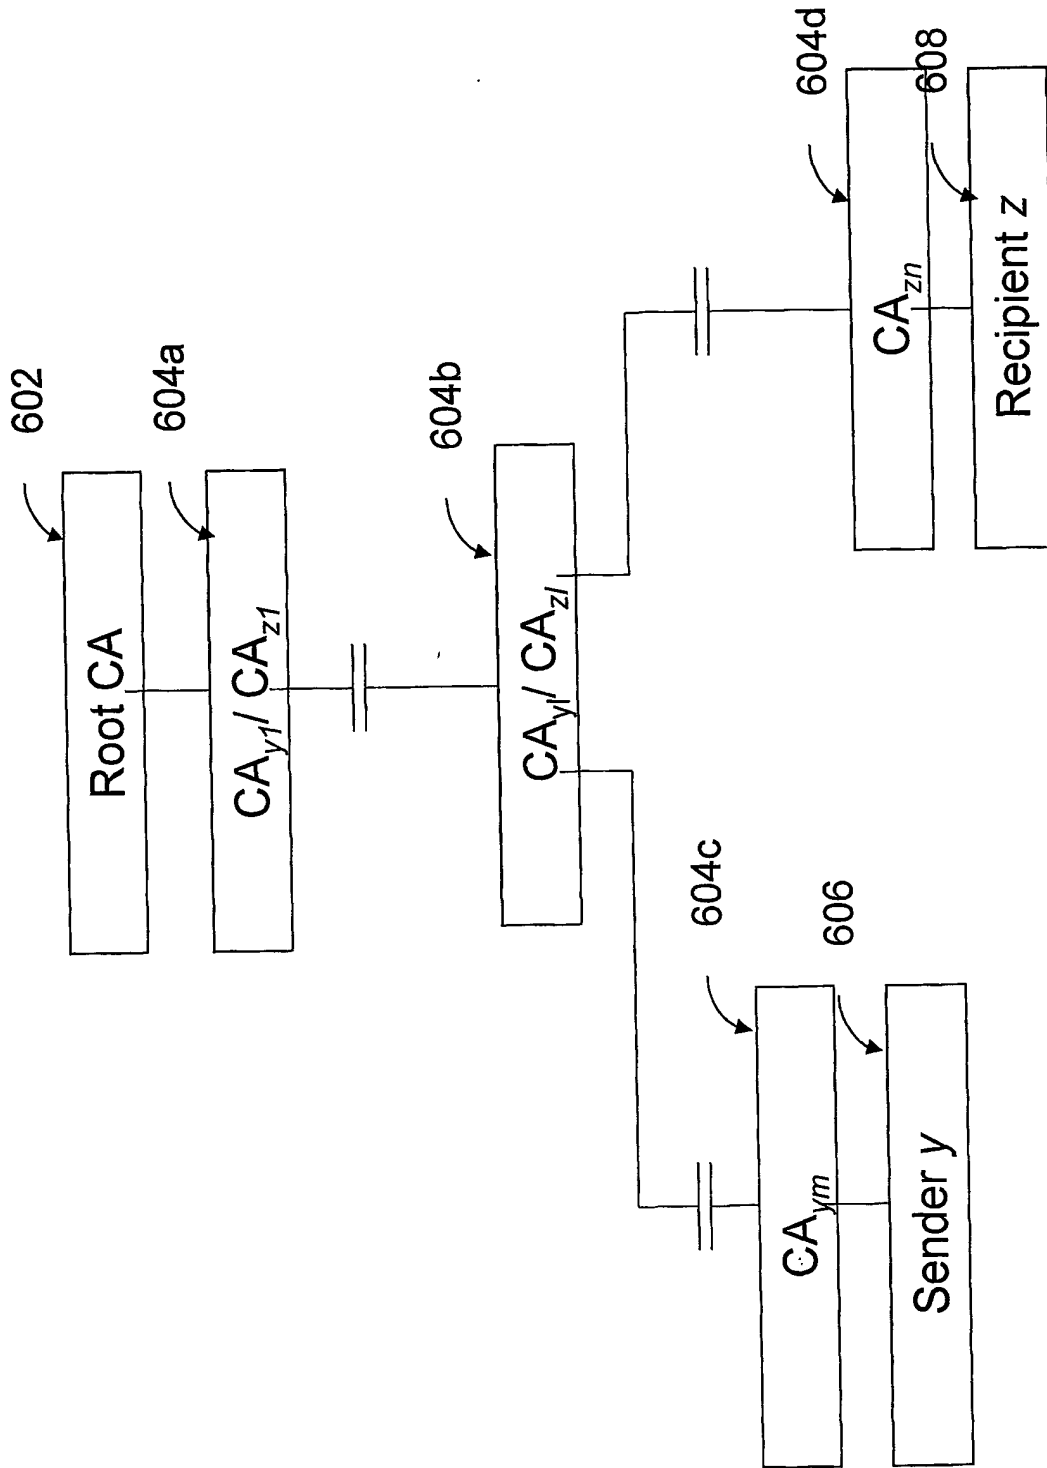 602
Root CA
604a
CAy1/ CAz1
604b
CAyl/ CAzl
604c
CAym
606
Sender y
604d
CAzn
608
Recipient z